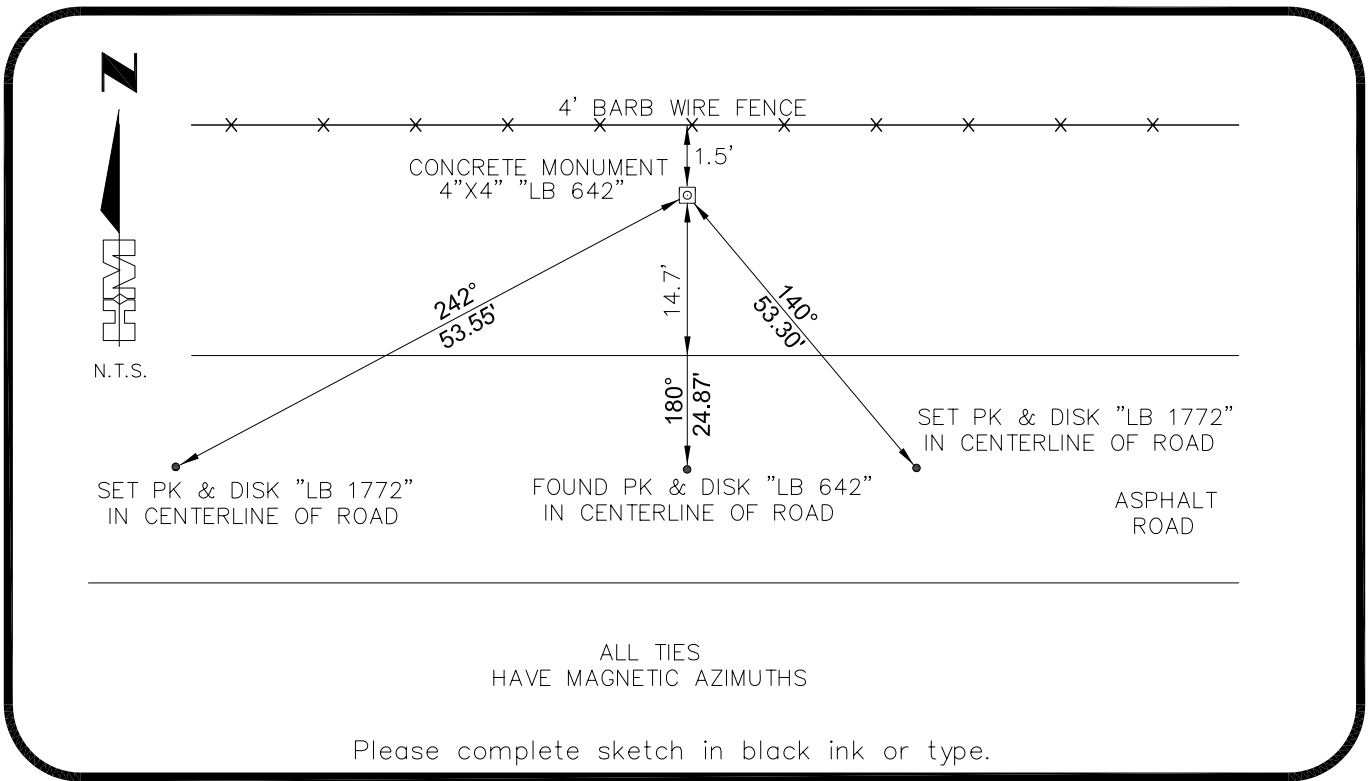 N
4' BARB WIRE FENCE
1.5'
CONCRETE MONUMENT
4"X4" "LB 642"
242°
53.55'
14.7'
140°
53.30'
HM
N.T.S.
180°
24.87'
SET PK & DISK "LB 1772"
IN CENTERLINE OF ROAD
SET PK & DISK "LB 1772"
IN CENTERLINE OF ROAD
FOUND PK & DISK "LB 642"
IN CENTERLINE OF ROAD
ASPHALT
ROAD
ALL TIES
HAVE MAGNETIC AZIMUTHS
Please complete sketch in black ink or type.